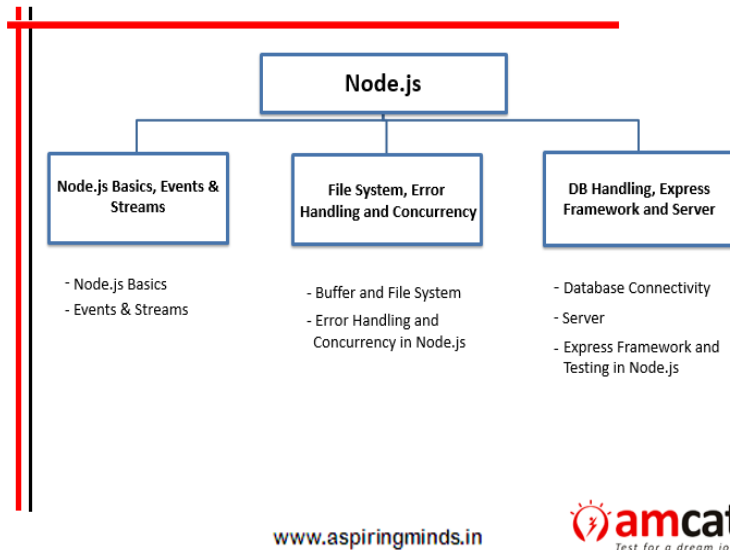 Node.js
Node.js Basics, Events &
Streams
File System, Error
Handling and Concurrency
DB Handling, Express
Framework and Server
- Node.js Basics
- Events & Streams
- Buffer and File System
- Error Handling and
Concurrency in Node.js
- Database Connectivity
- Server
- Express Framework and
Testing in Node.js
www.aspiringminds.in
amcat
Test for a dream jo